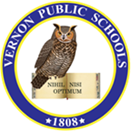 VERNON PUBLIC SCHOOLS
NIHIL NISI
OPTIMUM
★1808★